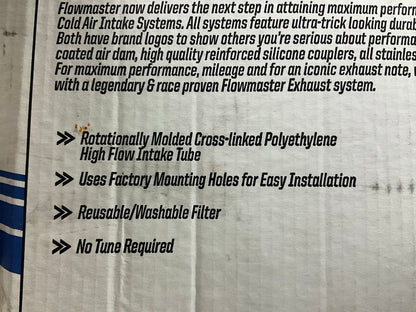 Flowmaster now delivers the next step in attaining maximum perform
Cold Air Intake Systems. All systems feature ultra-trick looking durab
Both have brand logos to show others you're serious about performa
coated air dam, high quality reinforced silicone couplers, all stainles
For maximum performance, mileage and for an iconic exhaust note,
with a legendary & race proven Flowmaster Exhaust system.
>> Rotationally Molded Cross-linked Polyethylene
High Flow Intake Tube
>> Uses Factory Mounting Holes for Easy Installation
>> Reusable/Washable Filter
>> No Tune Required